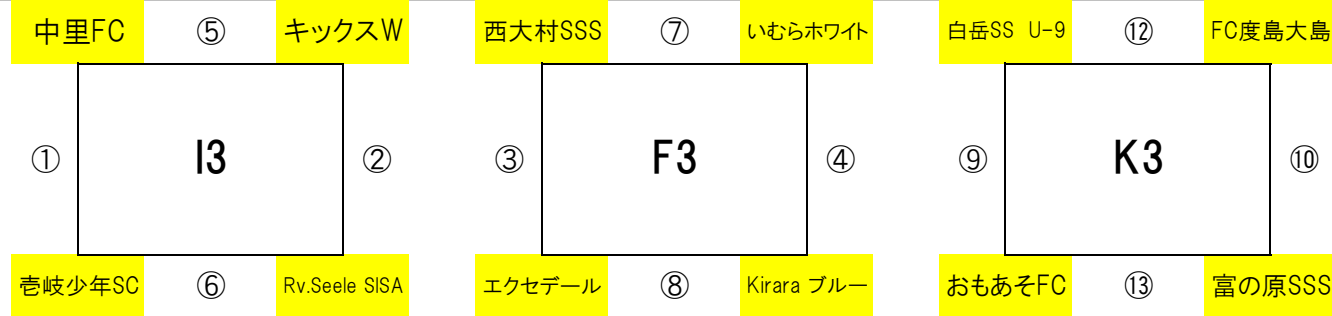 中里FC ⑤ キックスW 西大村SSS ⑦ いむらホワイト 白岳SS U-9 ⑫ FC度島大島
① I3 ② ③ F3 ④ ⑨ K3 ⑩
壱岐少年SC ⑥ Rv.Seele SISA エクセデール ⑧ Kirara ブルー おもあそFC ⑬ 富の原SSS